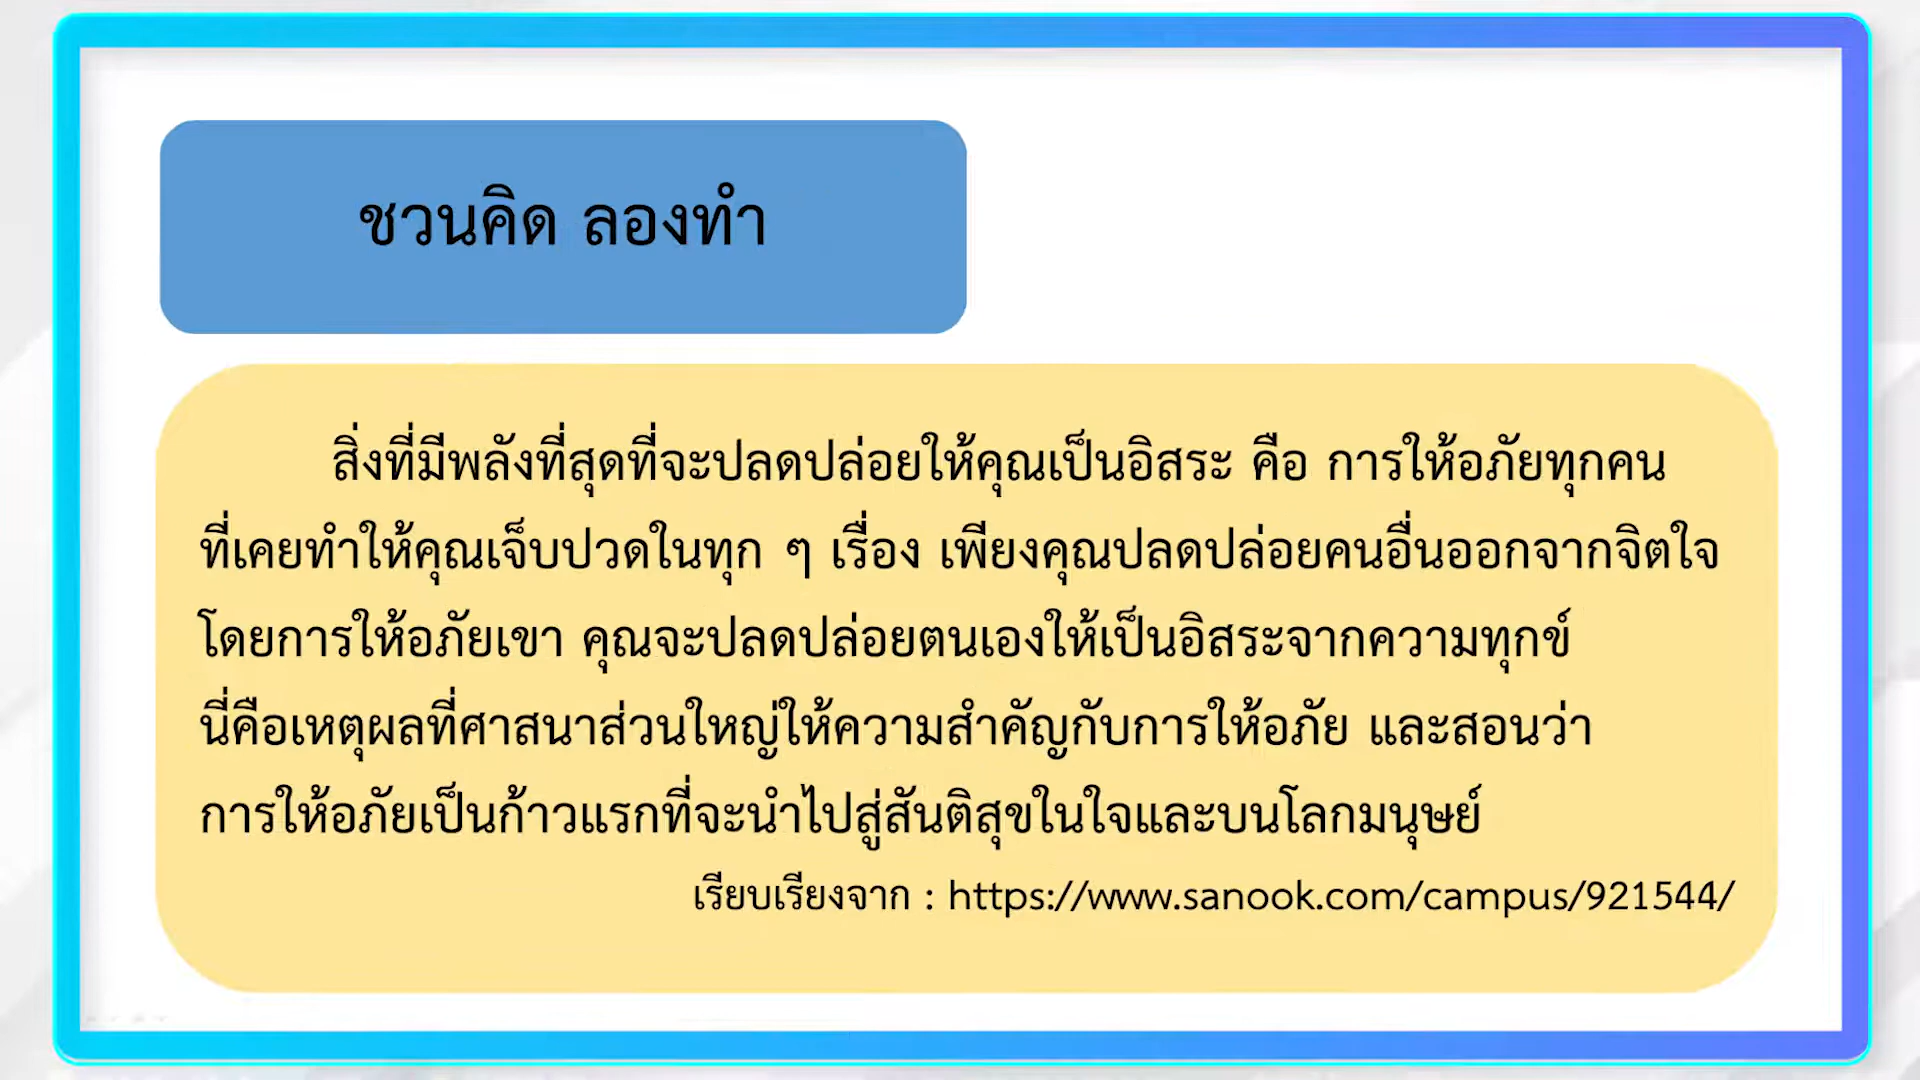 ชวนคิด ลองทำ
สิ่งที่มีพลังที่สุดที่จะปลดปล่อยให้คุณเป็นอิสระ คือ การให้อภัยทุกคน
ที่เคยทำให้คุณเจ็บปวดในทุก ๆ เรื่อง เพียงคุณปลดปล่อยคนอื่นออกจากจิตใจ
โดยการให้อภัยเขา คุณจะปลดปล่อยตนเองให้เป็นอิสระจากความทุกข์
นี่คือเหตุผลที่ศาสนาส่วนใหญ่ให้ความสำคัญกับการให้อภัย และสอนว่า
การให้อภัยเป็นก้าวแรกที่จะนำไปสู่สันติสุขในใจและบนโลกมนุษย์
เรียบเรียงจาก : https://www.sanook.com/campus/921544/